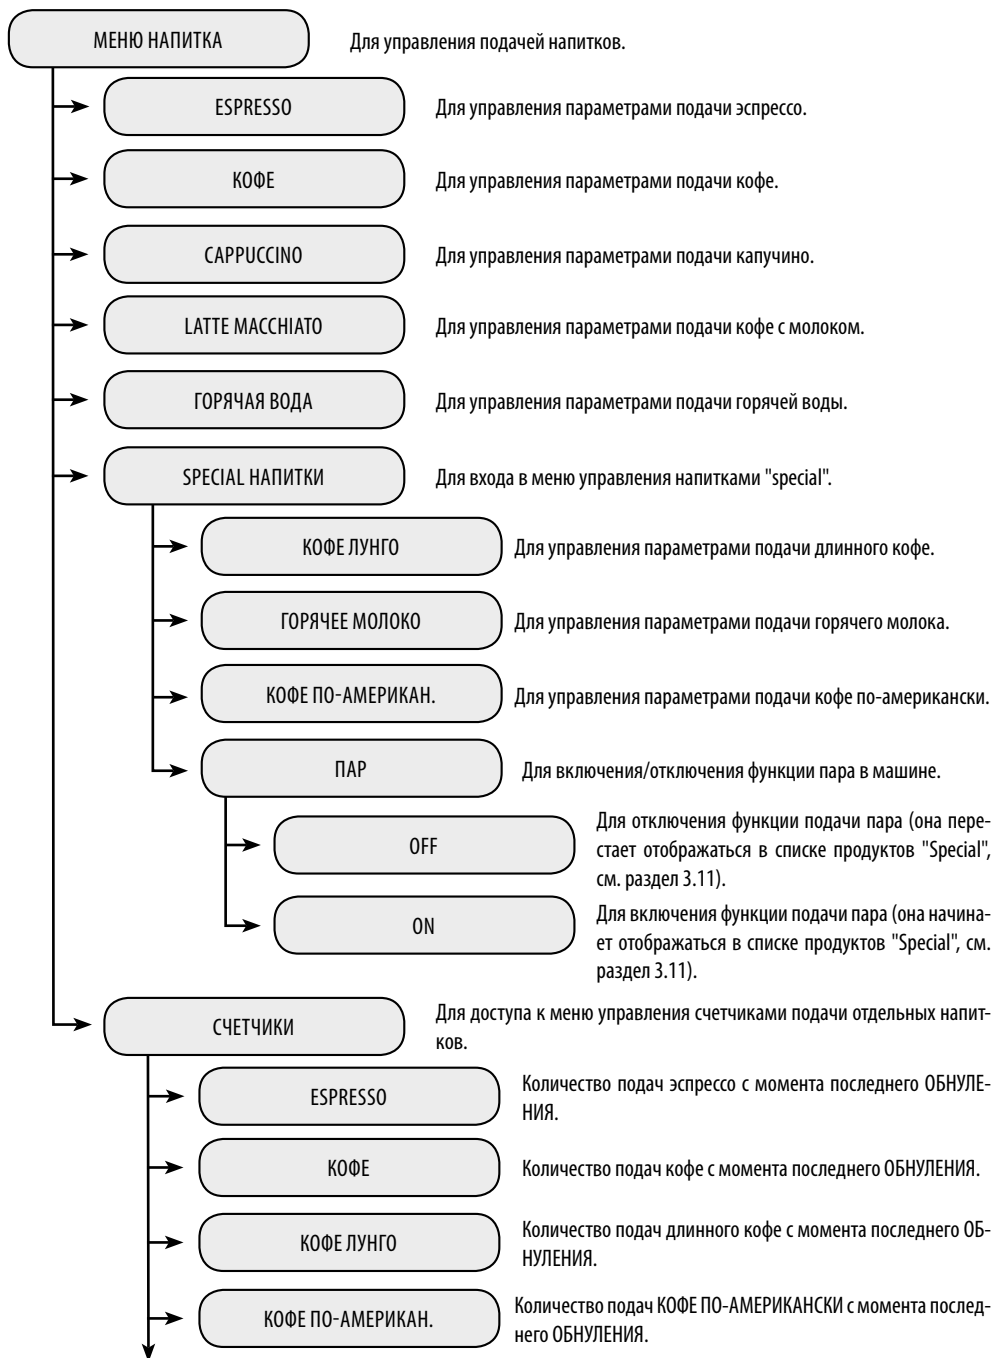 МЕНЮ НАПИТКА
Для управления подачей напитков.
ESPRESSO
Для управления параметрами подачи эспрессо.
КОФЕ
Для управления параметрами подачи кофе.
CAPPUCCINO
Для управления параметрами подачи капучино.
LATTE MACCHIATO
Для управления параметрами подачи кофе с молоком.
ГОРЯЧАЯ ВОДА
Для управления параметрами подачи горячей воды.
SPECIAL НАПИТКИ
Для входа в меню управления напитками "special".
КОФЕ ЛУНГО
Для управления параметрами подачи длинного кофе.
ГОРЯЧЕЕ МОЛОКО
Для управления параметрами подачи горячего молока.
КОФЕ ПО-АМЕРИКАН.
Для управления параметрами подачи кофе по-американски.
ПАР
Для включения/отключения функции пара в машине.
OFF
Для отключения функции подачи пара (она пере-
стает отображаться в списке продуктов "Special",
см. раздел 3.11).
ON
Для включения функции подачи пара (она начина-
ет отображаться в списке продуктов "Special", см.
раздел 3.11).
СЧЕТЧИКИ
Для доступа к меню управления счетчиками подачи отдельных напит-
ков.
ESPRESSO
Количество подач эспрессо с момента последнего ОБНУЛЕ-
НИЯ.
КОФЕ
Количество подач кофе с момента последнего ОБНУЛЕНИЯ.
КОФЕ ЛУНГО
Количество подач длинного кофе с момента последнего ОБ-
НУЛЕНИЯ.
КОФЕ ПО-АМЕРИКАН.
Количество подач КОФЕ ПО-АМЕРИКАНСКИ с момента послед-
него ОБНУЛЕНИЯ.